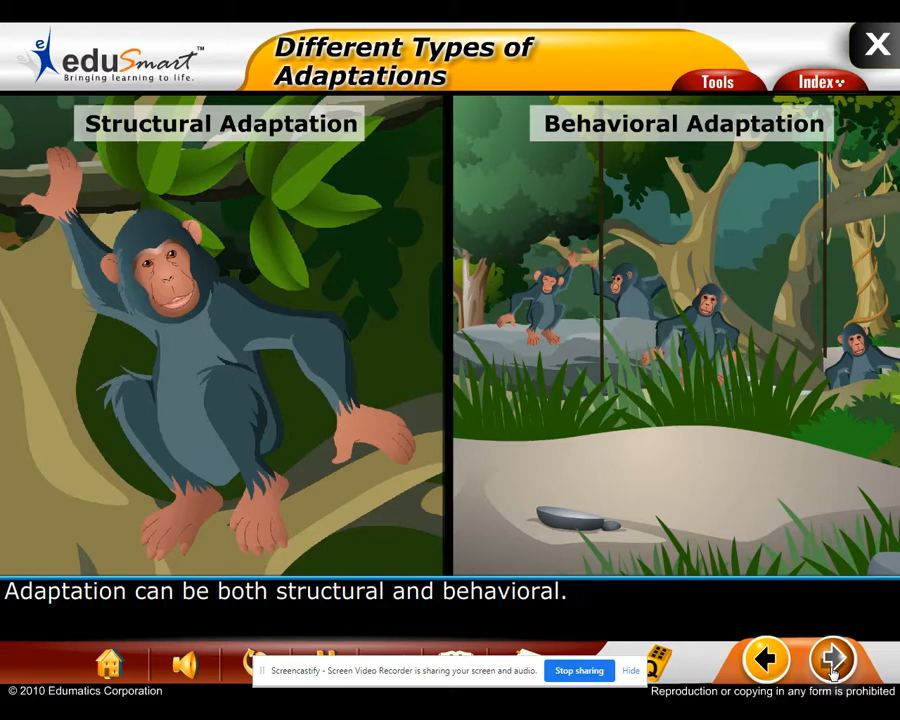 eduSmart™
Bringing learning to life.
Different Types of
Adaptations
X
Tools
Index
Structural Adaptation
Behavioral Adaptation
Adaptation can be both structural and behavioral.
Screencastify - Screen Video Recorder is sharing your screen and audio.
Stop sharing
Hide
Q
© 2010 Edumatics Corporation
Reproduction or copying in any form is prohibited